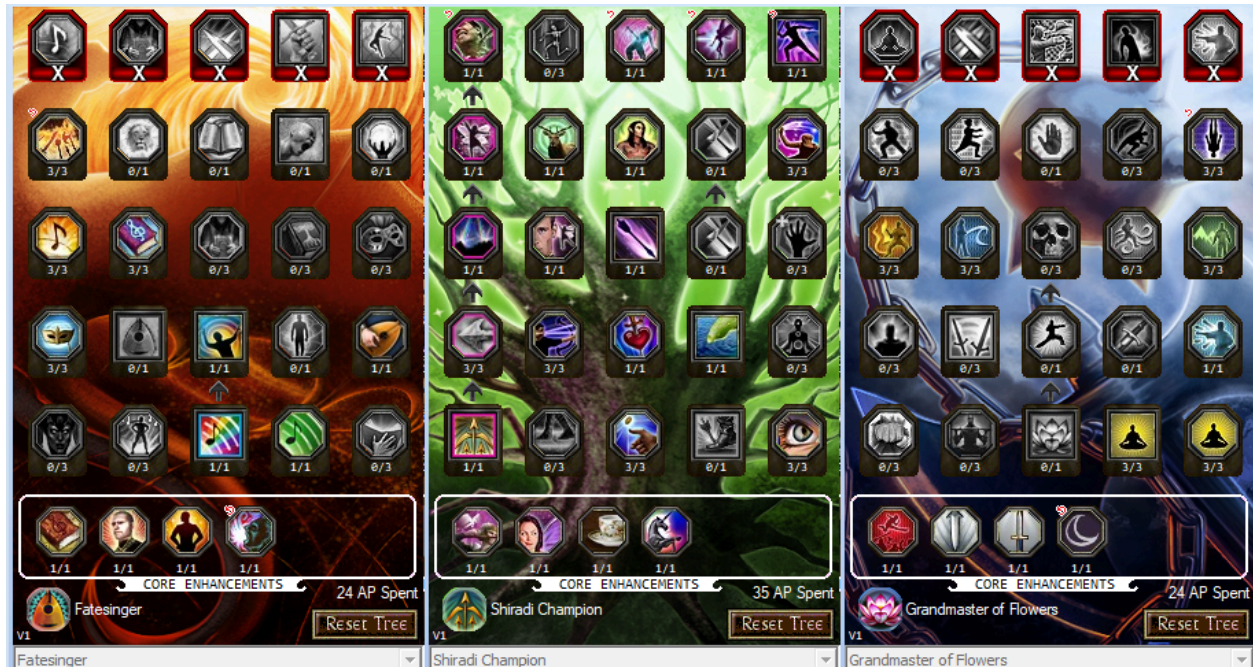 X X X X X
3/3 0/1 0/1 0/1 0/1
3/3 3/3 0/3 0/1 0/3
3/3 0/1 1/1 0/1 1/1
0/3 0/3 1/1 1/1 0/3
1/1 1/1 1/1 1/1
CORE ENHANCEMENTS
24 AP Spent
Fatesinger
V1
Reset Tree
Fatesinger
1/1 0/3 1/1 1/1 1/1
1/1 1/1 1/1 0/1 3/3
1/1 1/1 1/1 0/1 0/3
3/3 3/3 1/1 1/1 0/3
1/1 0/3 3/3 0/1 3/3
1/1 1/1 1/1 1/1
CORE ENHANCEMENTS
35 AP Spent
Shiradi Champion
V1
Reset Tree
Shiradi Champion
X X X X X
0/3 0/3 0/1 0/3 3/3
3/3 3/3 0/3 0/1 3/3
0/3 0/1 0/1 0/1 1/1
0/3 0/3 0/1 3/3 3/3
1/1 1/1 1/1 1/1
CORE ENHANCEMENTS
24 AP Spent
Grandmaster of Flowers
V1
Reset Tree
Grandmaster of Flowers